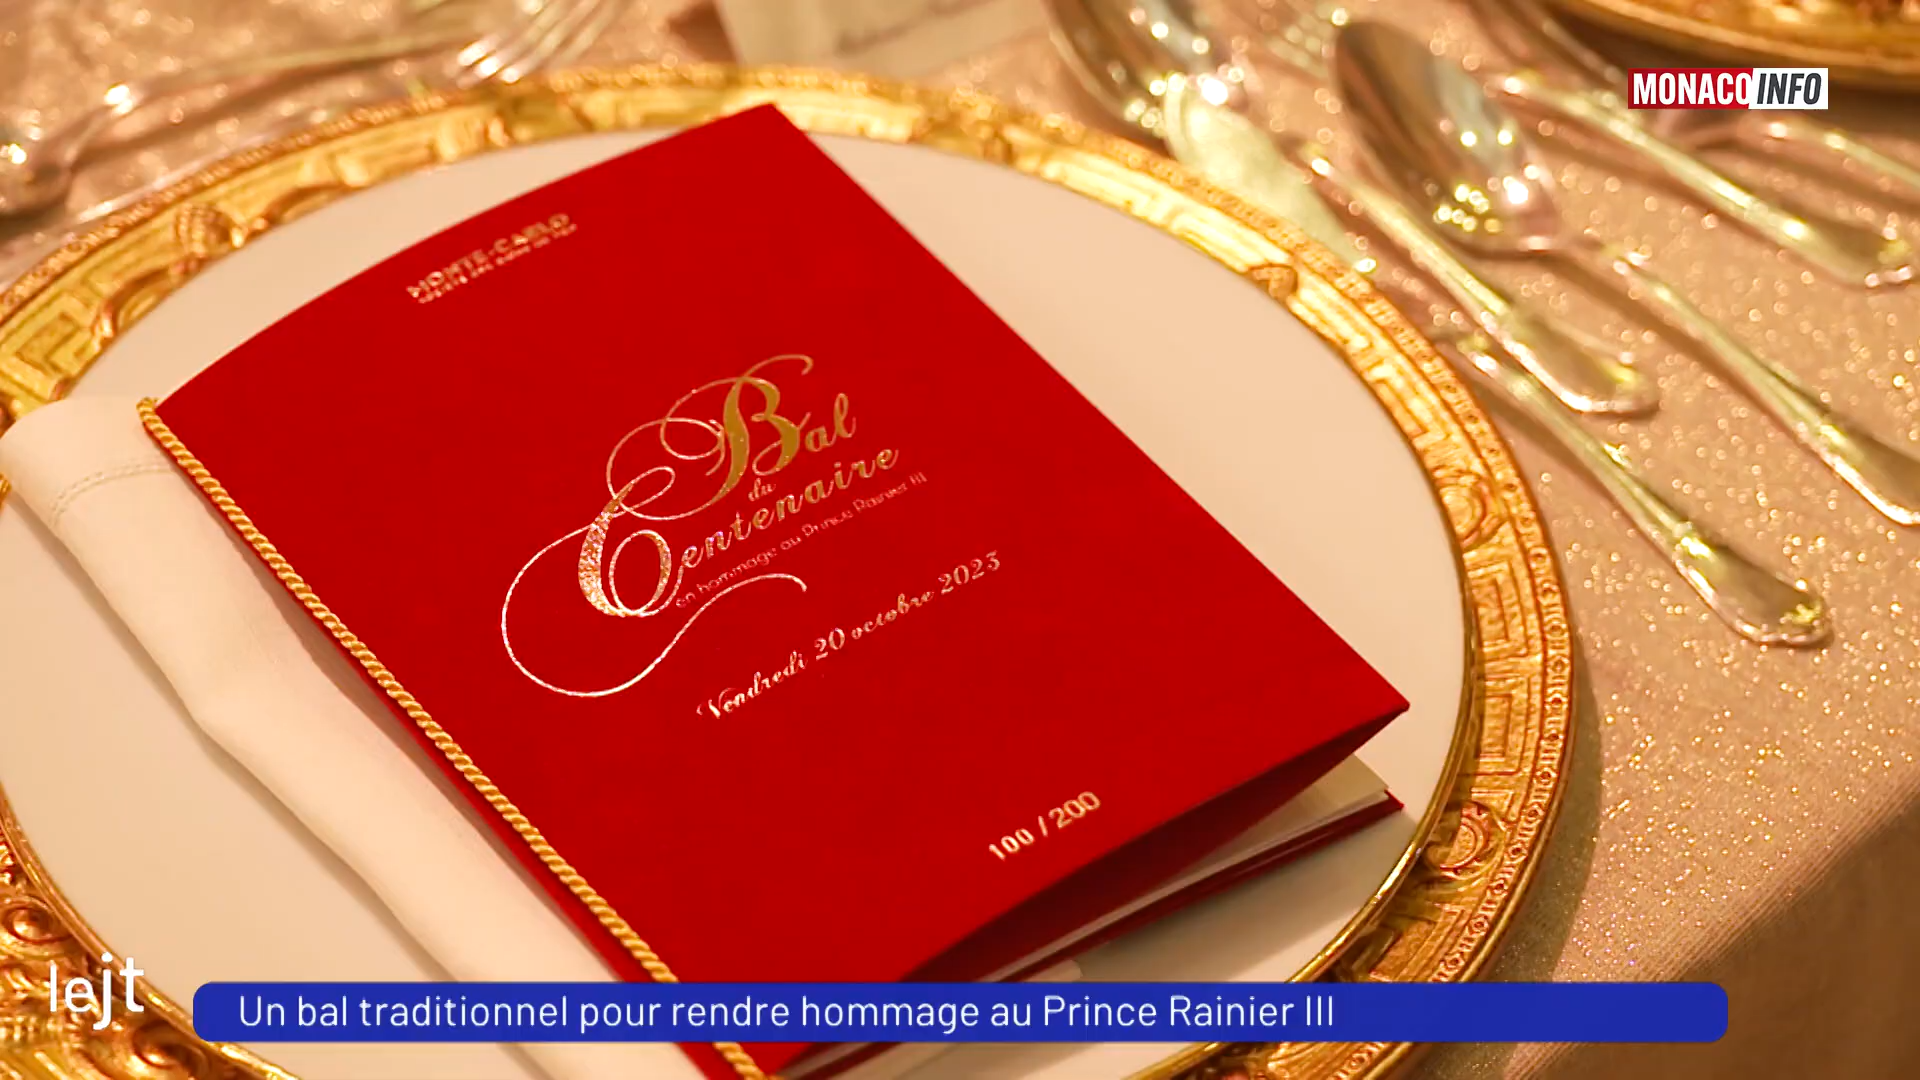 MONACO INFO
MONTE-CARLO
Bal
du
Centenaire
en hommage au Prince Rainier III
Vendredi 20 octobre 2023
100 / 200
lejt
Un bal traditionnel pour rendre hommage au Prince Rainier III